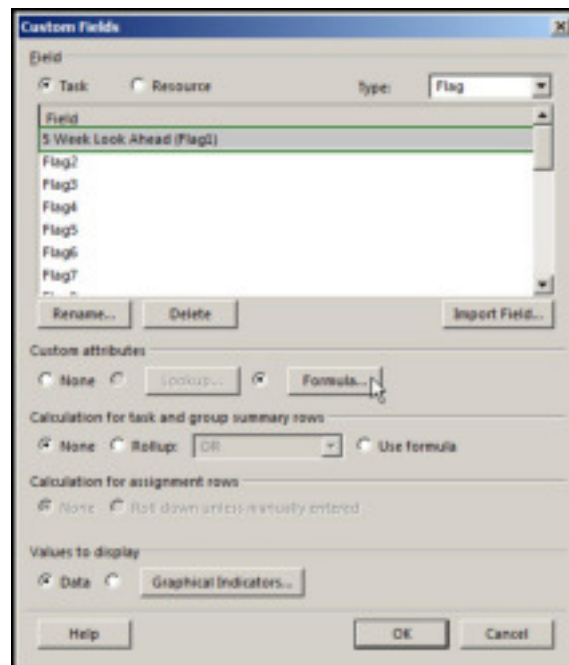 Custom Fields
Field
Task Resource Type: Flag
Field
5 Week Look Ahead (Flag1)
Flag2
Flag3
Flag4
Flag5
Flag6
Flag7
Rename... Delete Import Field...
Custom attributes
None Lookup... Formula...
Calculation for task and group summary rows
None Rollup: OR Use formula
Calculation for assignment rows
None Roll down unless manually entered
Values to display
Data Graphical Indicators...
Help OK Cancel